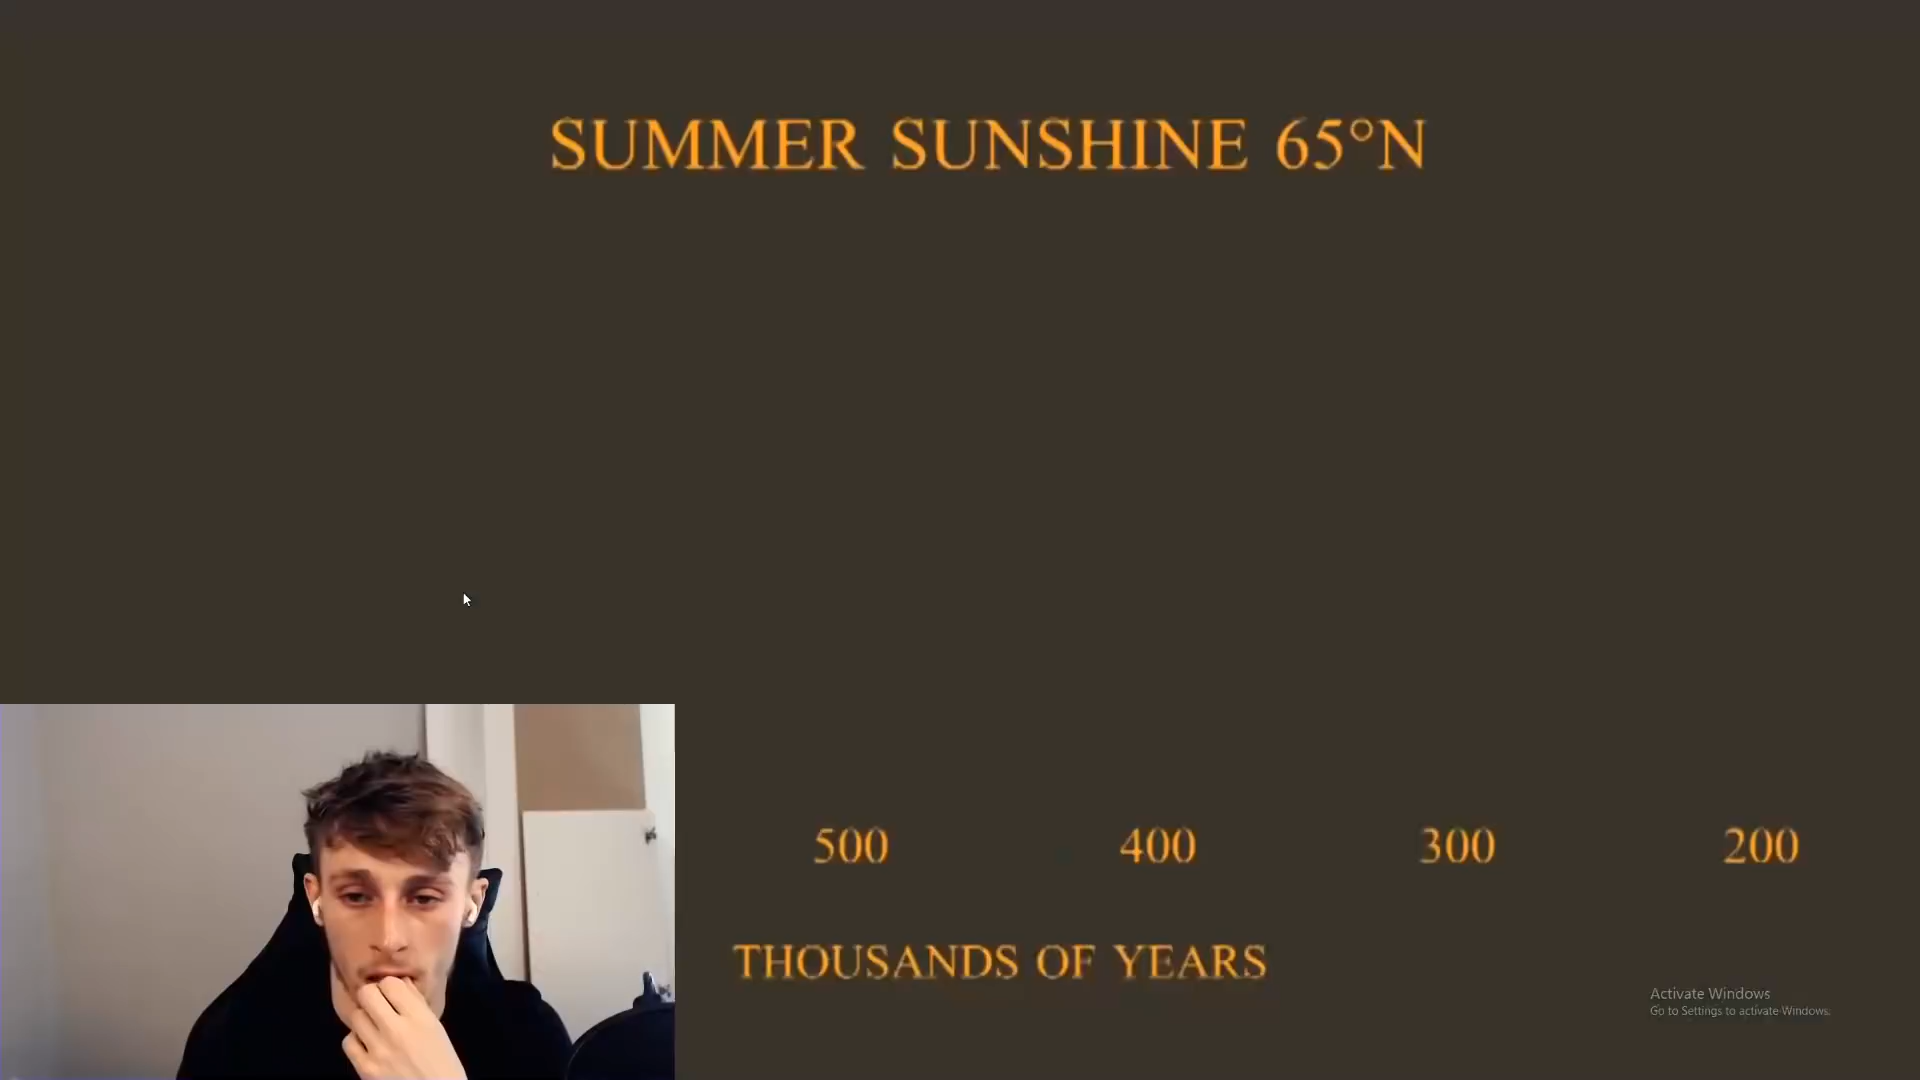 SUMMER SUNSHINE 65°N
500 400 300 200
THOUSANDS OF YEARS
Activate Windows
Go to Settings to activate Windows.